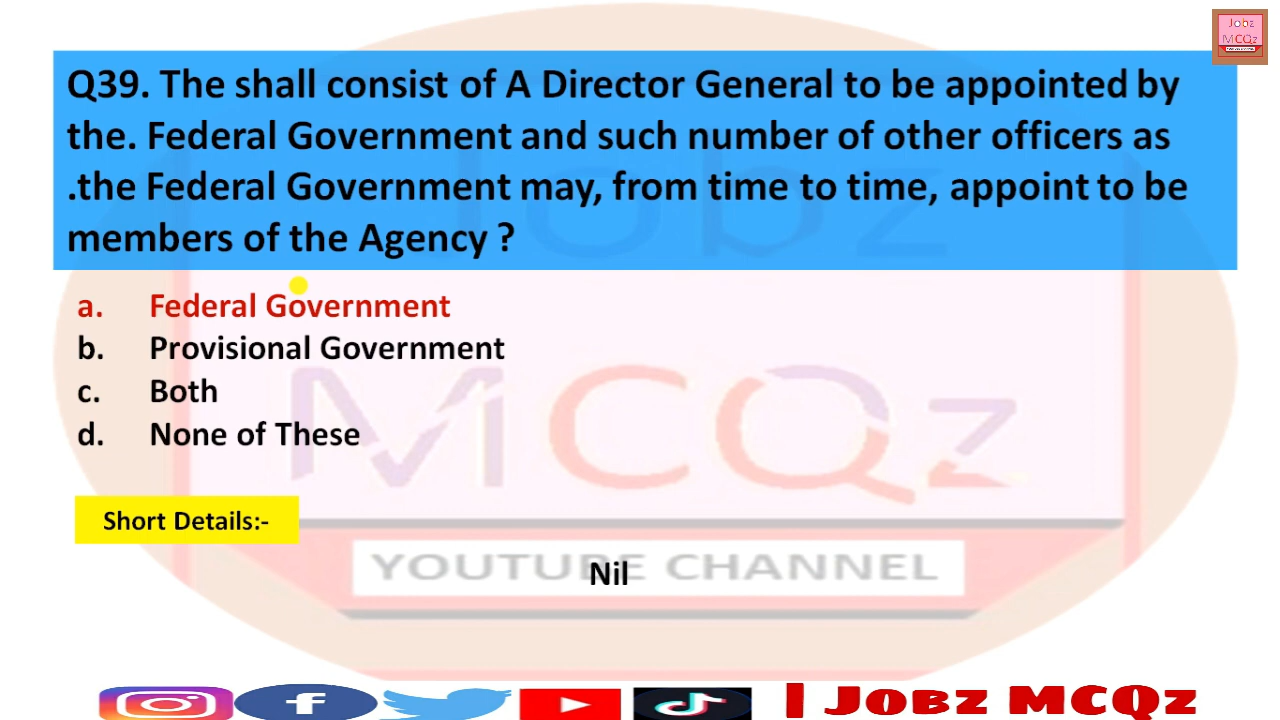 Jobz
MCQz
Q39. The shall consist of A Director General to be appointed by
the. Federal Government and such number of other officers as
.the Federal Government may, from time to time, appoint to be
members of the Agency ?
a. Federal Government
b. Provisional Government
c. Both
d. None of These
Short Details:-
Nil
Jobz
MCQz
YOUTUBE CHANNEL
| Jobz MCQz